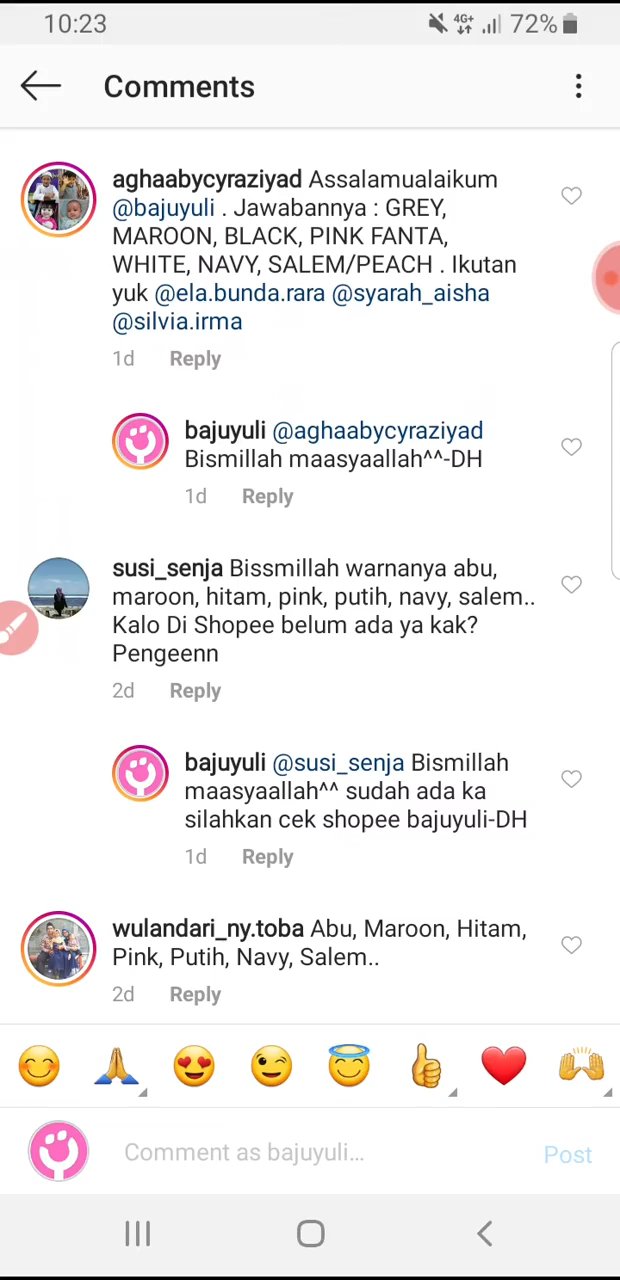 10:23 4G+ 72%
Comments
aghaabycyraziyad Assalamualaikum
@bajuyuli . Jawabannya : GREY,
MAROON, BLACK, PINK FANTA,
WHITE, NAVY, SALEM/PEACH . Ikutan
yuk @ela.bunda.rara @syarah_aisha
@silvia.irma
1d Reply
bajuyuli @aghaabycyraziyad
Bismillah maasyaallah^^-DH
1d Reply
susi_senja Bissmillah warnanya abu,
maroon, hitam, pink, putih, navy, salem..
Kalo Di Shopee belum ada ya kak?
Pengeenn
2d Reply
bajuyuli @susi_senja Bismillah
maasyaallah^^ sudah ada ka
silahkan cek shopee bajuyuli-DH
1d Reply
wulandari_ny.toba Abu, Maroon, Hitam,
Pink, Putih, Navy, Salem..
2d Reply
Comment as bajuyuli... Post